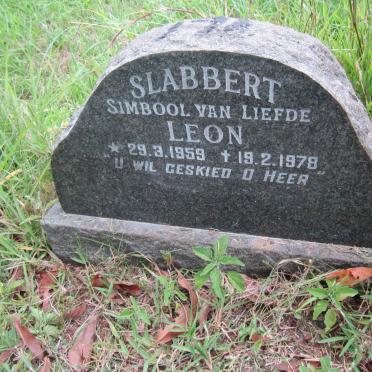 SLABBERT
SIMBOOL VAN LIEFDE
LEON
* 29.3.1959 ✝ 19.2.1978
"U WIL GESKIED O HEER"